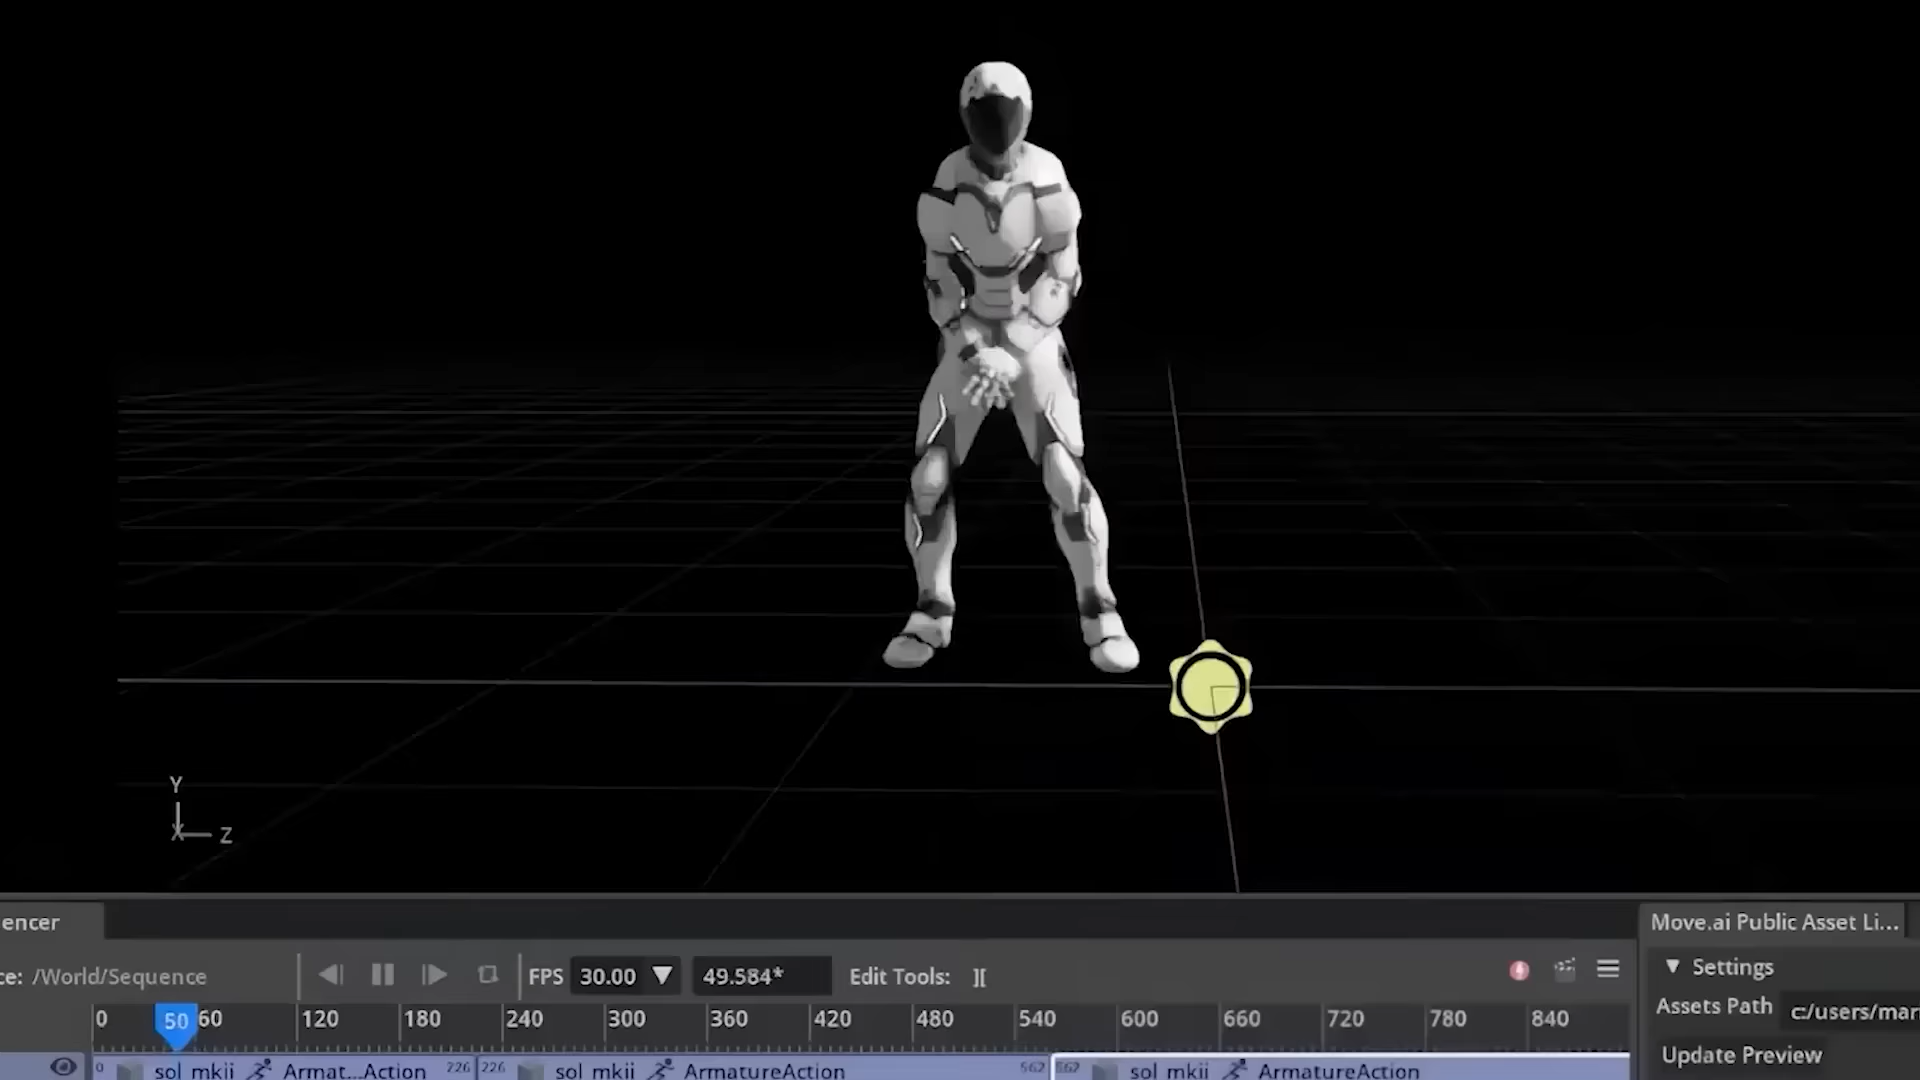 Y
X Z
encer
Move.ai Public Asset Li...
ce: /World/Sequence
FPS 30.00 49.584* Edit Tools: ][
Settings
Assets Path c:/users/mar
0 50 60 120 180 240 300 360 420 480 540 600 660 720 780 840
Update Preview
0 sol mkii Armat...Action 226 226 sol mkii ArmatureAction 562 562 sol mkii ArmatureAction